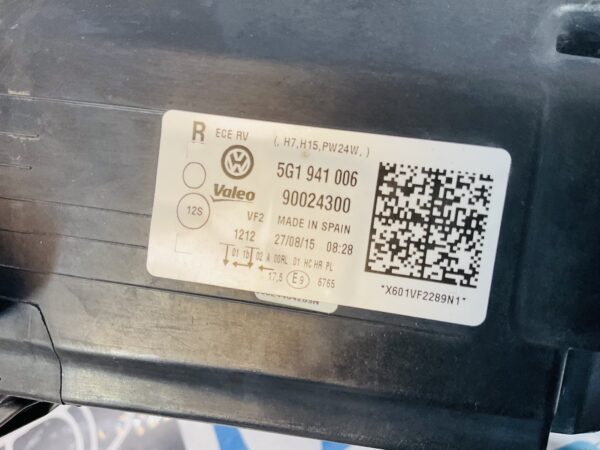 R ECE RV (, H7,H15,PW24W, )
5G1 941 006
Valeo 90024300
12S VF2 MADE IN SPAIN
1212 27/08/15 08:28
01 1b 02 A 00RL 01 HC HR PL
17,5 E9 6765
*X601VF2289N1*